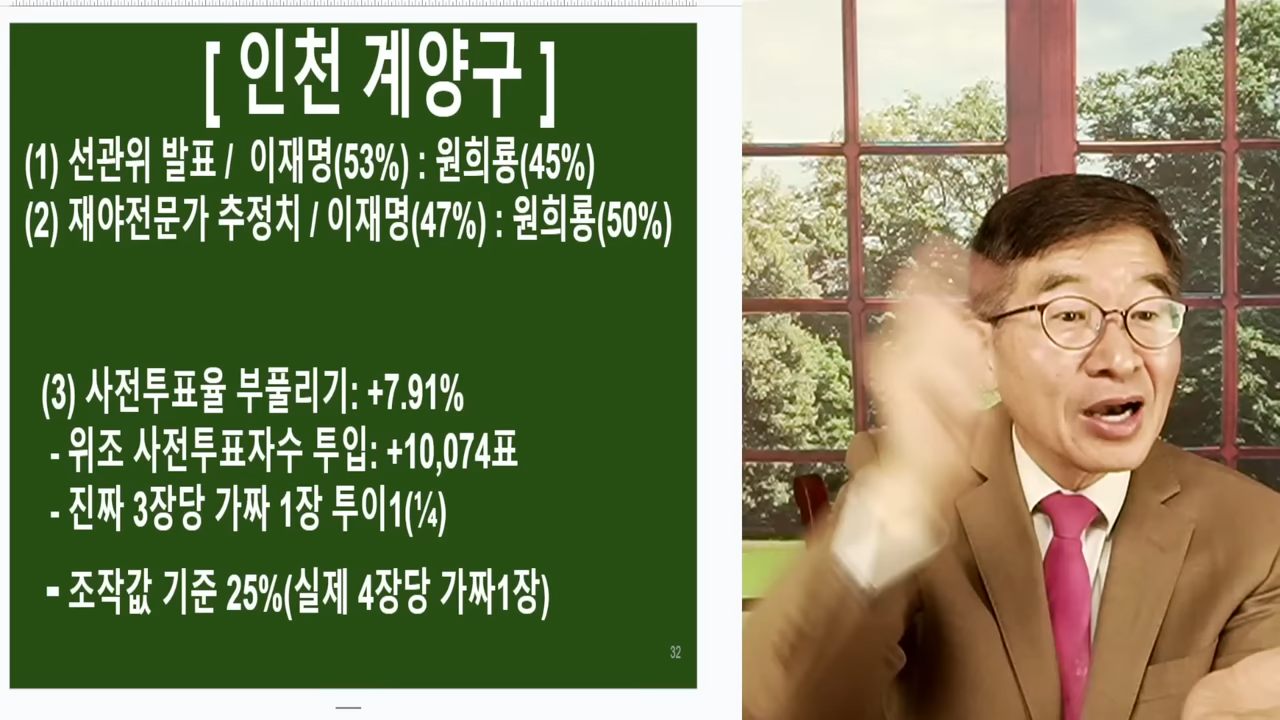 [ 인천 계양구 ]
(1) 선관위 발표 / 이재명(53%) : 원희룡(45%)
(2) 재야전문가 추정치 / 이재명(47%) : 원희룡(50%)
(3) 사전투표율 부풀리기: +7.91%
- 위조 사전투표자수 투입: +10,074표
- 진짜 3장당 가짜 1장 투이1(¼)
- 조작값 기준 25%(실제 4장당 가짜1장)
32